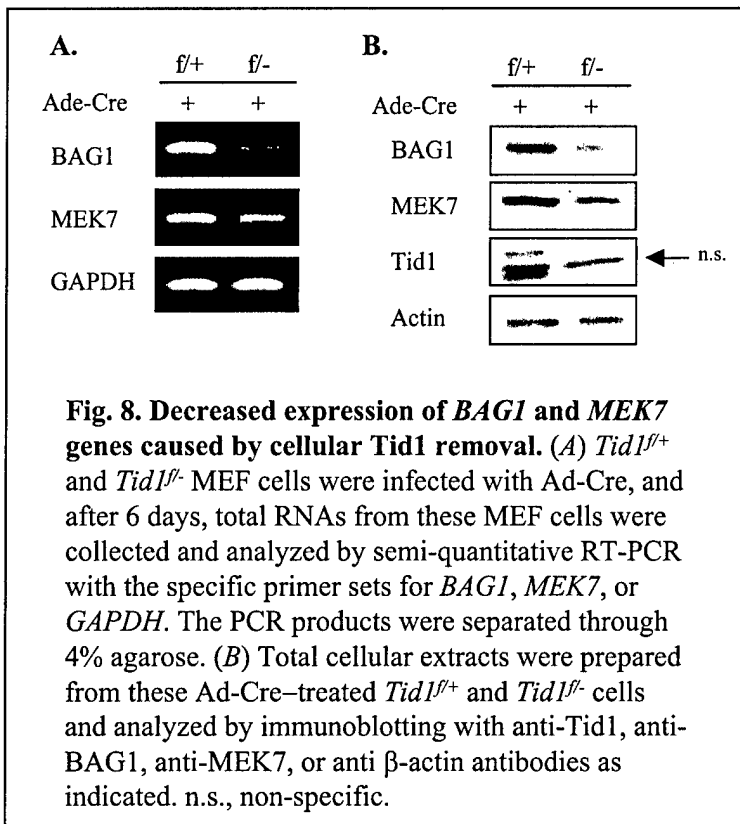 A.
f/+ f/-
Ade-Cre + +
BAG1
MEK7
GAPDH
B.
f/+ f/-
Ade-Cre + +
BAG1
MEK7
Tid1 n.s.
Actin
Fig. 8. Decreased expression of BAG1 and MEK7
genes caused by cellular Tid1 removal. (A) Tid1f/+
and Tid1f/- MEF cells were infected with Ad-Cre, and
after 6 days, total RNAs from these MEF cells were
collected and analyzed by semi-quantitative RT-PCR
with the specific primer sets for BAG1, MEK7, or
GAPDH. The PCR products were separated through
4% agarose. (B) Total cellular extracts were prepared
from these Ad-Cre–treated Tid1f/+ and Tid1f/- cells
and analyzed by immunoblotting with anti-Tid1, anti-
BAG1, anti-MEK7, or anti β-actin antibodies as
indicated. n.s., non-specific.